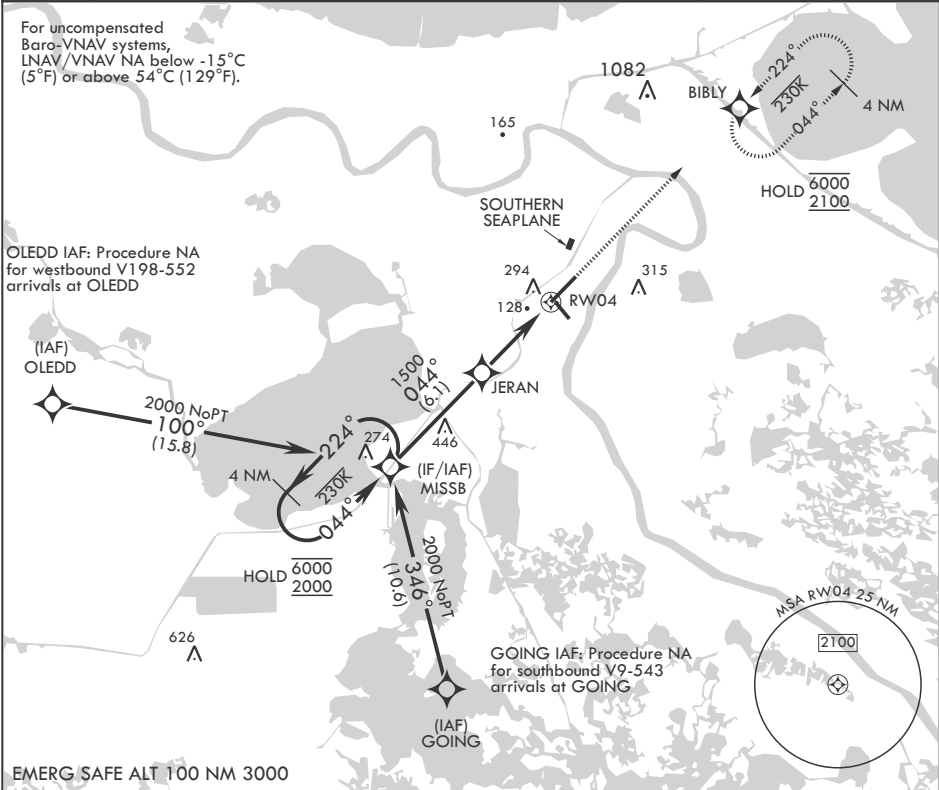 For uncompensated
Baro-VNAV systems,
LNAV/VNAV NA below -15°C
(5°F) or above 54°C (129°F).
1082
BIBLY
224°
230K
044°
4 NM
165
HOLD 6000
2100
SOUTHERN
SEAPLANE
OLEDD IAF: Procedure NA
for westbound V198-552
arrivals at OLEDD
294
315
128
RW04
(IAF)
OLEDD
1500
044°
(6.1)
JERAN
2000 NoPT
100°
(15.8)
224°
274
446
4 NM
230K
(IF/IAF)
MISSB
044°
HOLD 6000
2000
2000 NoPT
346°
(10.6)
626
MSA RW04 25 NM
2100
GOING IAF: Procedure NA
for southbound V9-543
arrivals at GOING
(IAF)
GOING
EMERG SAFE ALT 100 NM 3000